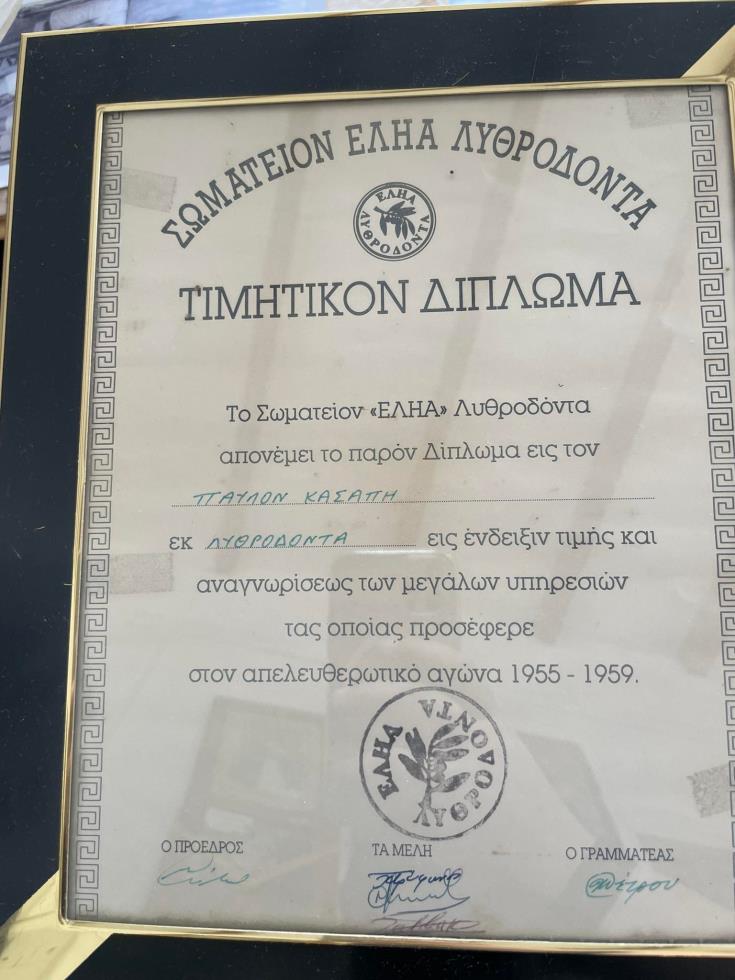 ΣΩΜΑΤΕΙΟΝ ΕΛΗΑ ΛΥΘΡΟΔΟΝΤΑ
ΕΛΗΑ
ΛΥΘΡΟΔΟΝΤΑ
ΤΙΜΗΤΙΚΟΝ ΔΙΠΛΩΜΑ
Το Σωματείον «ΕΛΗΑ» Λυθροδόντα
απονέμει το παρόν Δίπλωμα εις τον
ΠΑΥΛΟΝ ΚΑΣΑΠΗ
εκ ΛΥΘΡΟΔΟΝΤΑ εις ένδειξιν τιμής και
αναγνωρίσεως των μεγάλων υπηρεσιών
τας οποίας προσέφερε
στον απελευθερωτικό αγώνα 1955 - 1959.
ΕΛΗΑ
ΛΥΘΡΟΔΟΝΤΑ
Ο ΠΡΟΕΔΡΟΣ ΤΑ ΜΕΛΗ Ο ΓΡΑΜΜΑΤΕΑΣ